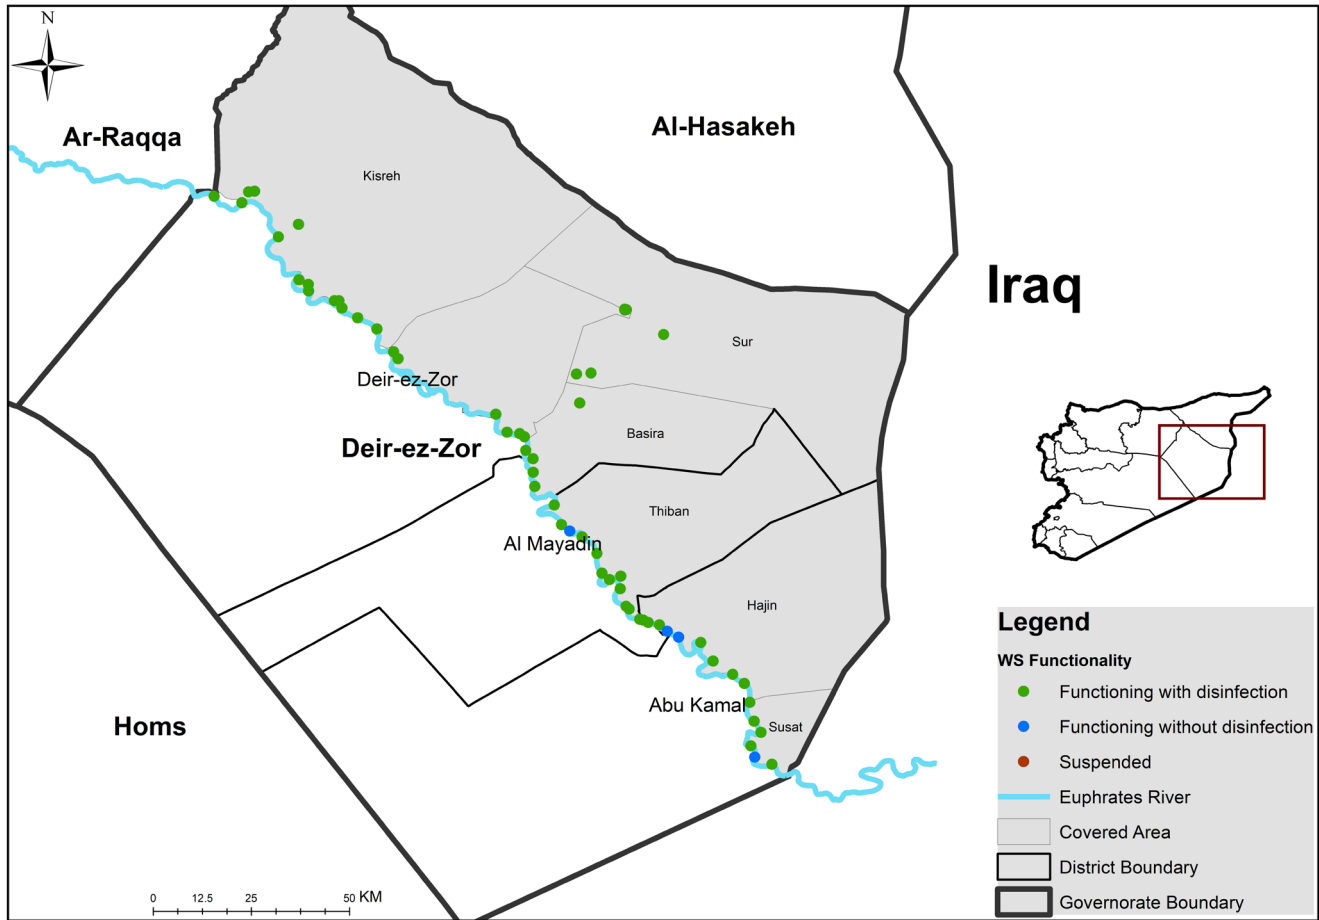 N
Ar-Raqqa
Al-Hasakeh
Kisreh
Iraq
Sur
Deir-ez-Zor
Deir-ez-Zor
Basira
Thiban
Al Mayadin
Hajin
Abu Kamal
Susat
Homs
Legend
WS Functionality
Functioning with disinfection
Functioning without disinfection
Suspended
Euphrates River
Covered Area
District Boundary
Governorate Boundary
0 12.5 25 50 KM